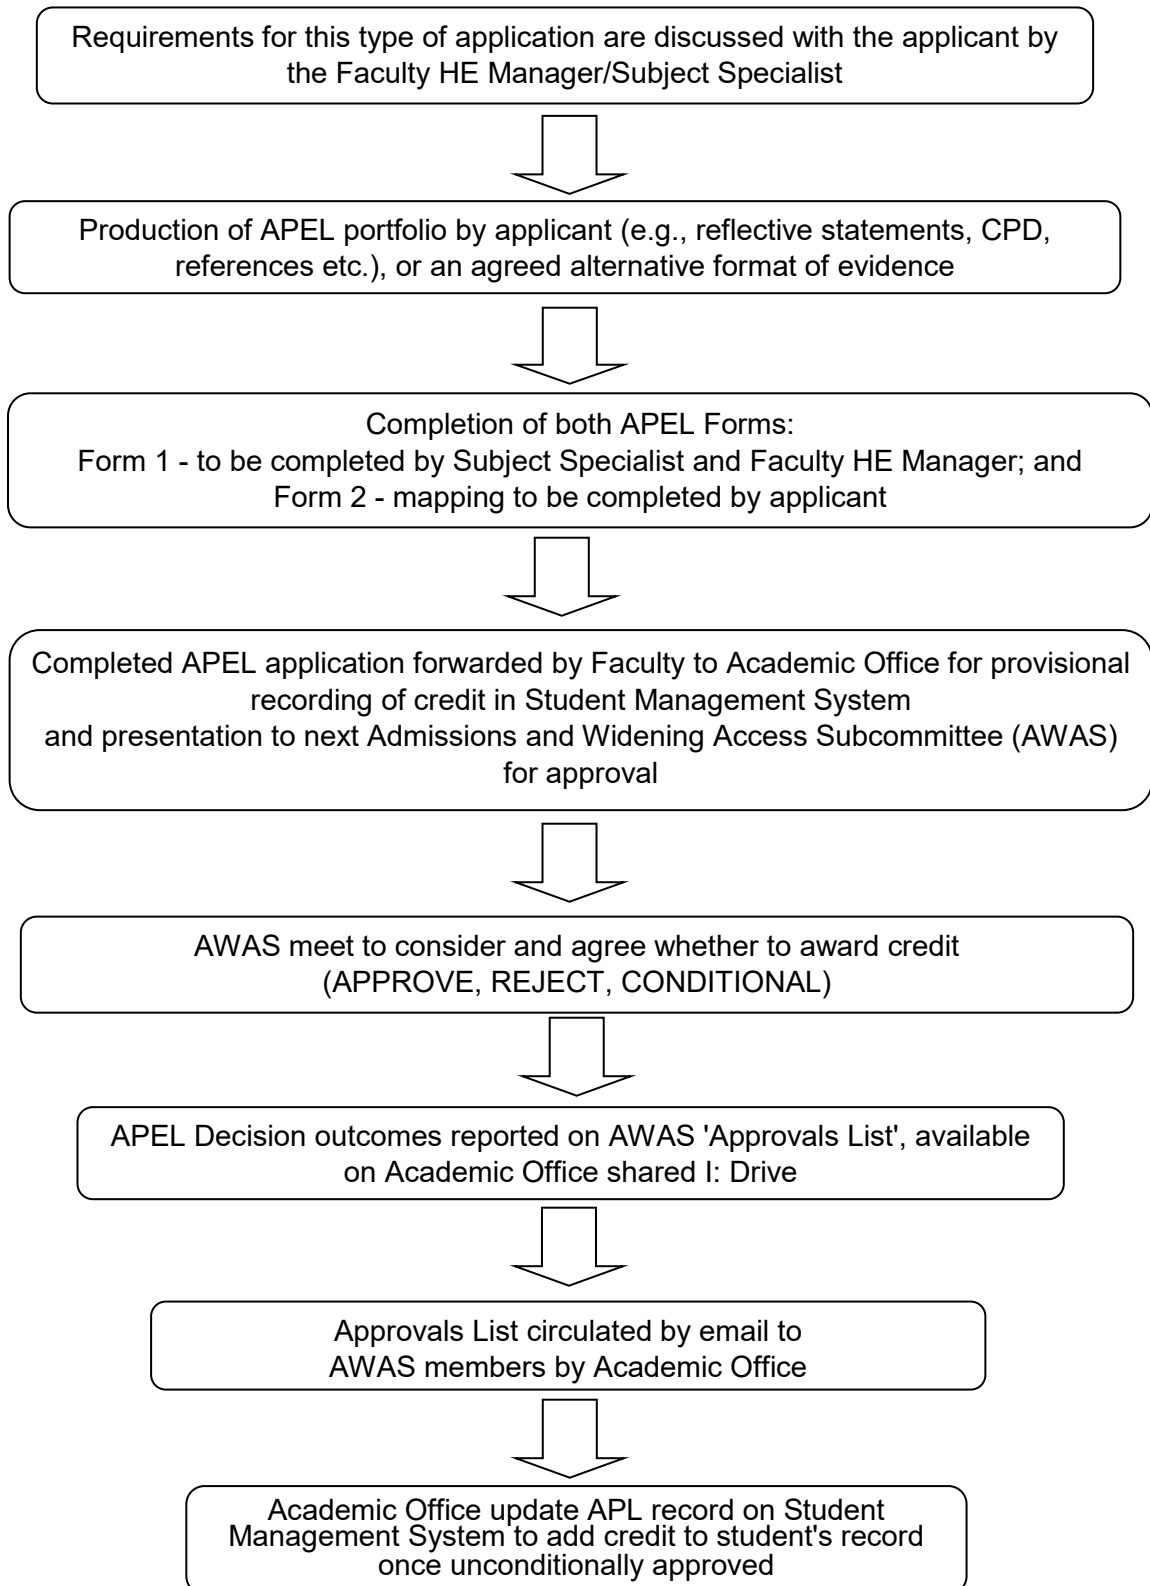 Requirements for this type of application are discussed with the applicant by
the Faculty HE Manager/Subject Specialist
Production of APEL portfolio by applicant (e.g., reflective statements, CPD,
references etc.), or an agreed alternative format of evidence
Completion of both APEL Forms:
Form 1 - to be completed by Subject Specialist and Faculty HE Manager; and
Form 2 - mapping to be completed by applicant
Completed APEL application forwarded by Faculty to Academic Office for provisional
recording of credit in Student Management System
and presentation to next Admissions and Widening Access Subcommittee (AWAS)
for approval
AWAS meet to consider and agree whether to award credit
(APPROVE, REJECT, CONDITIONAL)
APEL Decision outcomes reported on AWAS 'Approvals List', available
on Academic Office shared I: Drive
Approvals List circulated by email to
AWAS members by Academic Office
Academic Office update APL record on Student
Management System to add credit to student's record
once unconditionally approved